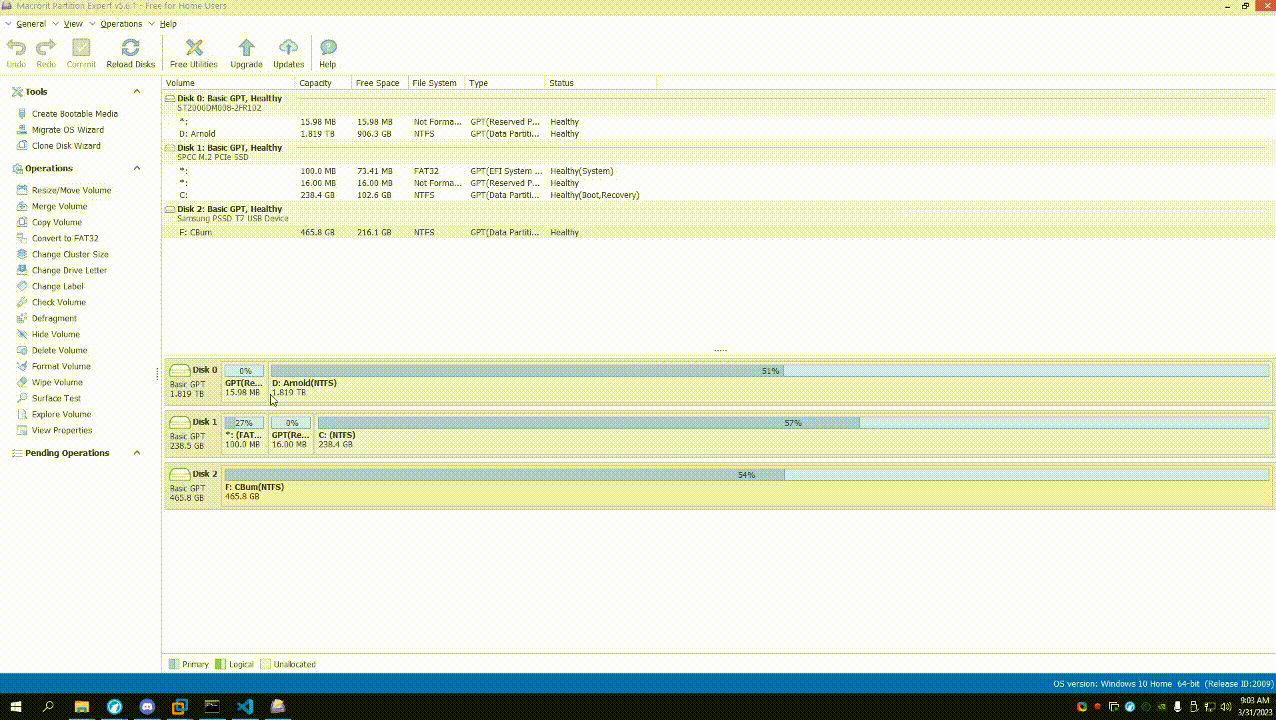 Macrorit Partition Expert v5.6.1 - Free for Home Users
General View Operations Help
Undo Redo Commit Reload Disks Free Utilities Upgrade Updates Help
Tools
Create Bootable Media
Migrate OS Wizard
Clone Disk Wizard
Operations
Resize/Move Volume
Merge Volume
Copy Volume
Convert to FAT32
Change Cluster Size
Change Drive Letter
Change Label
Check Volume
Defragment
Hide Volume
Delete Volume
Format Volume
Wipe Volume
Surface Test
Explore Volume
View Properties
Pending Operations
Volume Capacity Free Space File System Type Status
Disk 0: Basic GPT, Healthy
ST2000DM008-2FR102
*: 15.98 MB 15.98 MB Not Forma... GPT(Reserved P... Healthy
D: Arnold 1.819 TB 906.3 GB NTFS GPT(Data Partiti... Healthy
Disk 1: Basic GPT, Healthy
SPCC M.2 PCIe SSD
*: 100.0 MB 73.41 MB FAT32 GPT(EFI System ... Healthy(System)
*: 16.00 MB 16.00 MB Not Forma... GPT(Reserved P... Healthy
C: 238.4 GB 102.6 GB NTFS GPT(Data Partiti... Healthy(Boot,Recovery)
Disk 2: Basic GPT, Healthy
Samsung PSSD T7 USB Device
F: CBum 465.8 GB 216.1 GB NTFS GPT(Data Partiti... Healthy
Disk 0
Basic GPT
1.819 TB
0%
GPT(Re...
15.98 MB
51%
D: Arnold(NTFS)
1.819 TB
Disk 1
Basic GPT
238.5 GB
27%
*: (FAT...
100.0 MB
0%
GPT(Re...
16.00 MB
57%
C: (NTFS)
238.4 GB
Disk 2
Basic GPT
465.8 GB
54%
F: CBum(NTFS)
465.8 GB
Primary Logical Unallocated
OS version: Windows 10 Home 64-bit (Release ID:2009)
9:03 AM
3/31/2023